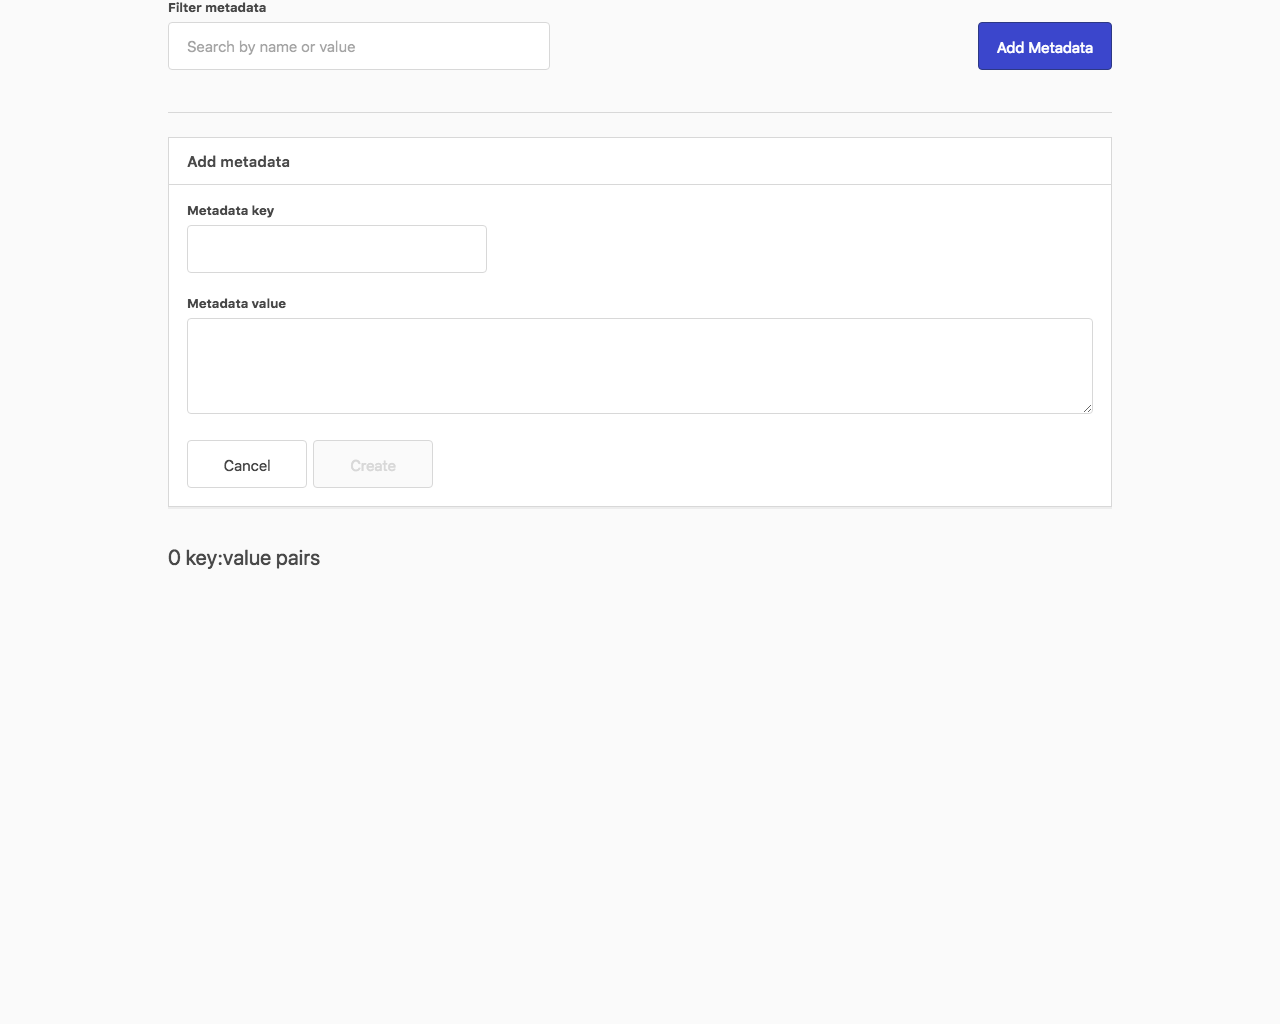 Filter metadata
Search by name or value
Add Metadata
Add metadata
Metadata key
Metadata value
Cancel
Create
0 key:value pairs